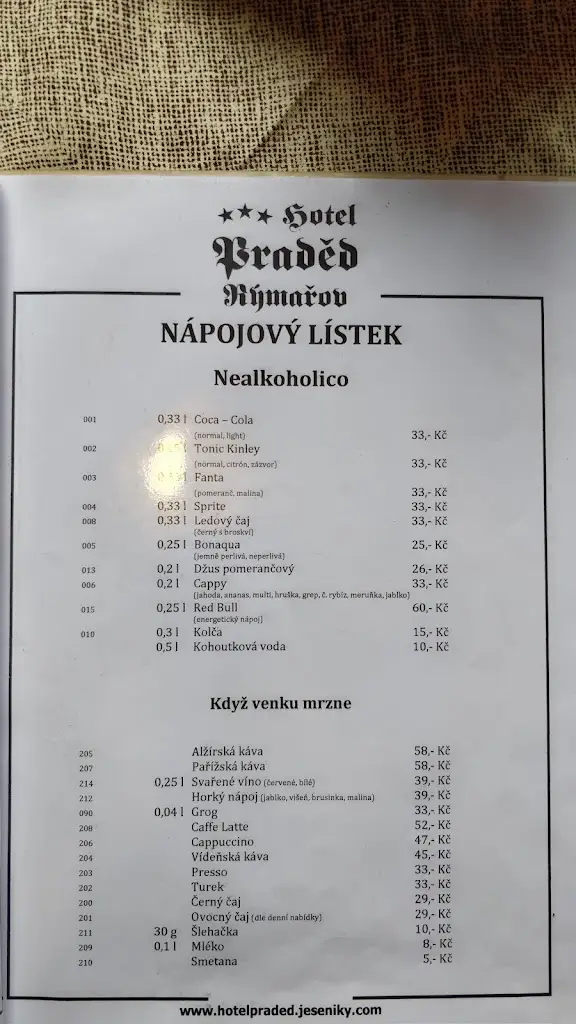 ★★★ Hotel
Praděd
Rýmařov
NÁPOJOVÝ LÍSTEK
Nealkoholico
001 0,33 l Coca – Cola
(normal, light) 33,- Kč
002 Tonic Kinley
(normal, citrón, zázvor) 33,- Kč
003 Fanta
(pomeranč, malina) 33,- Kč
004 0,33 l Sprite 33,- Kč
008 0,33 l Ledový čaj 33,- Kč
(černý s broskví)
005 0,25 l Bonaqua 25,- Kč
(jemně perlivá, neperlivá)
013 0,2 l Džus pomerančový 26,- Kč
006 0,2 l Cappy 33,- Kč
(jahoda, ananas, multi, hruška, grep, č. rybíz, meruňka, jablko)
015 0,25 l Red Bull 60,- Kč
(energetický nápoj)
010 0,3 l Kolča 15,- Kč
0,5 l Kohoutková voda 10,- Kč
Když venku mrzne
205 Alžírská káva 58,- Kč
207 Pařížská káva 58,- Kč
214 0,25 l Svařené víno (červené, bílé) 39,- Kč
212 Horký nápoj (jablko, višeň, brusinka, malina) 39,- Kč
090 0,04 l Grog 33,- Kč
208 Caffe Latte 52,- Kč
206 Cappuccino 47,- Kč
204 Vídeňská káva 45,- Kč
203 Presso 33,- Kč
202 Turek 33,- Kč
200 Černý čaj 29,- Kč
201 Ovocný čaj (dle denní nabídky) 29,- Kč
211 30 g Šlehačka 10,- Kč
209 0,1 l Mléko 8,- Kč
210 Smetana 5,- Kč
www.hotelpraded.jeseniky.com